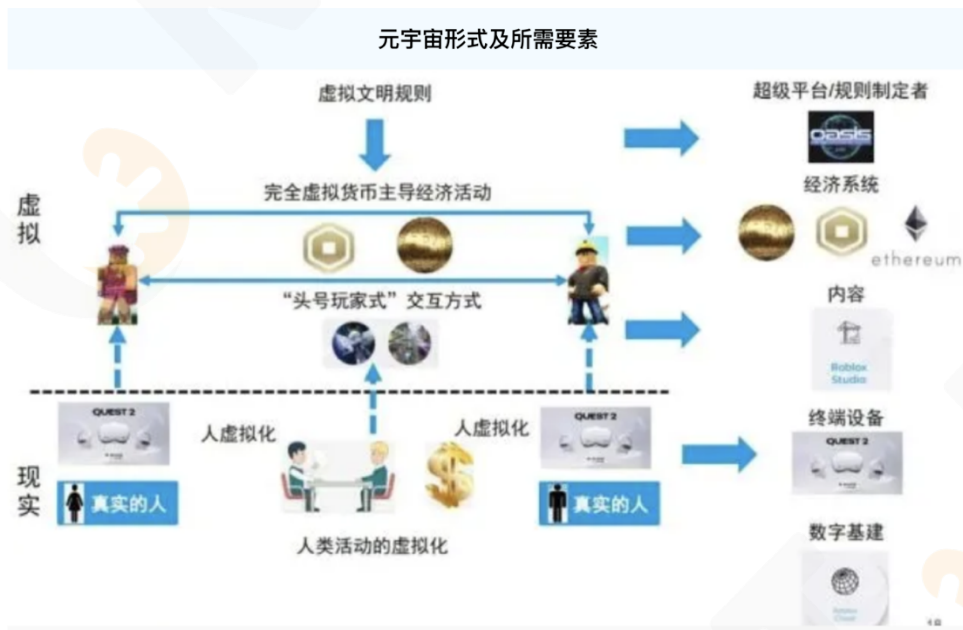 元宇宙形式及所需要素
虚拟文明规则
超级平台/规则制定者
oasis
经济系统
完全虚拟货币主导经济活动
虚拟
ethereum
“头号玩家式”交互方式
内容
Roblox
Studio
终端设备
QUEST 2
人虚拟化
人虚拟化
QUEST 2
QUEST 2
现实
真实的人
真实的人
人类活动的虚拟化
数字基建
Roblox
Cloud
18